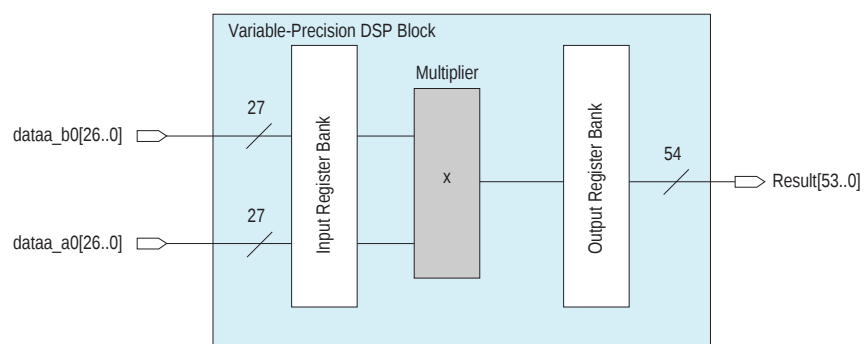 Variable-Precision DSP Block
Multiplier
27
dataa_b0[26..0]
Input Register Bank
x
Output Register Bank
54
Result[53..0]
27
dataa_a0[26..0]